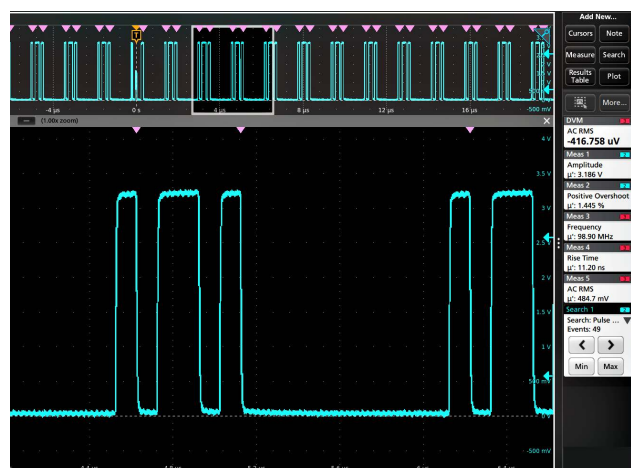 Add New...
Cursors Note
Measure Search
Results Table Plot
More...
T
-4 μs 0 s 4 μs 8 μs 12 μs 16 μs
-500 mV
(1.00x zoom)
4 V
3.5 V
3 V
2.5 V
2 V
1.5 V
1 V
500 mV
-500 mV
DVM
AC RMS
-416.758 uV
Meas 1
Amplitude
μ': 3.186 V
Meas 2
Positive Overshoot
μ': 1.445 %
Meas 3
Frequency
μ': 98.90 MHz
Meas 4
Rise Time
μ': 11.20 ns
Meas 5
AC RMS
μ': 484.7 mV
Search 1
Search: Pulse ...
Events: 49
Min Max